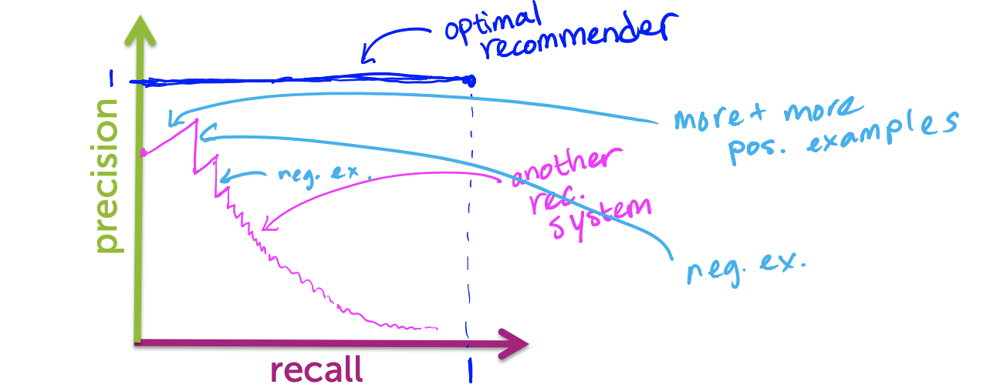 optimal
recommender
1
more + more
pos. examples
precision
neg. ex.
another
rec.
system
neg. ex.
recall
1